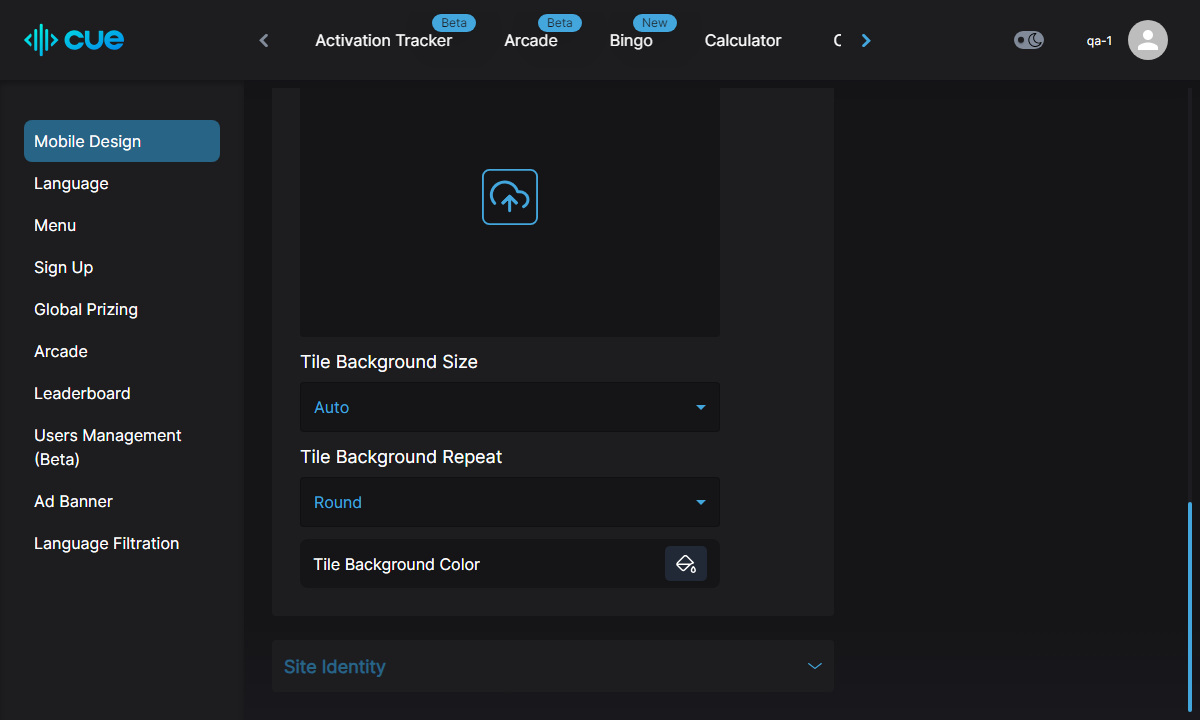 CUE
Activation Tracker
Beta
Arcade
Beta
Bingo
New
Calculator
qa-1
Mobile Design
Language
Menu
Sign Up
Global Prizing
Arcade
Leaderboard
Users Management
(Beta)
Ad Banner
Language Filtration
Tile Background Size
Auto
Tile Background Repeat
Round
Tile Background Color
Site Identity